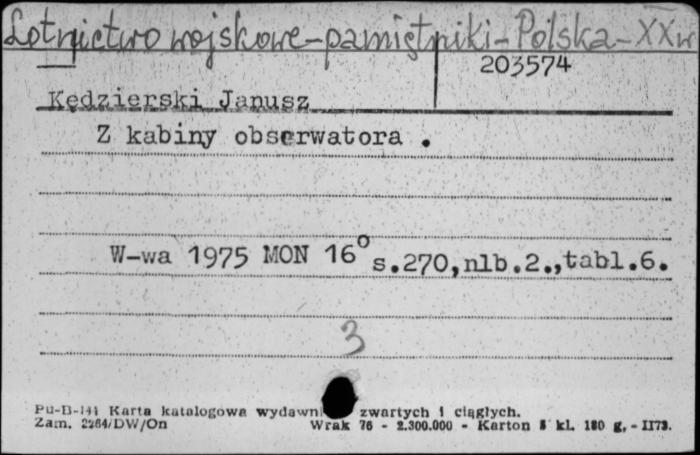 Lotnictwo wojskowe-pamiętniki-Polska-XXw
203574
Kędzierski Janusz
Z kabiny obserwatora .
W-wa 1975 MON 16° s.270,nlb.2.,tabl.6.
3
Pu-B-141 Karta katalogowa wydawn zwartych i ciągłych.
Zam. 2264/DW/On Wrak 76 - 2.300.000 - Karton kl. 180 g, - II73.